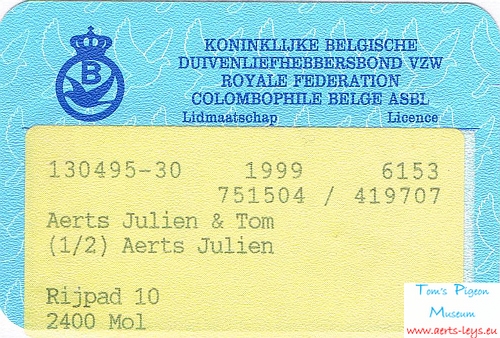 B
KONINKLIJKE BELGISCHE
DUIVENLIEFHEBBERSBOND VZW
ROYALE FEDERATION
COLOMBOPHILE BELGE ASBL
Lidmaatschap Licence
130495-30 1999 6153
751504 / 419707
Aerts Julien & Tom
(1/2) Aerts Julien
Rijpad 10
2400 Mol
Tom's Pigeon
Museum
www.aerts-leys.eu